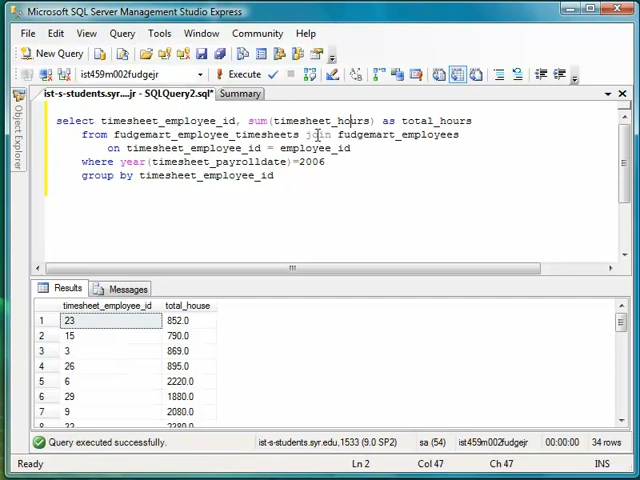 Microsoft SQL Server Management Studio Express
File Edit View Query Tools Window Community Help
New Query
ist459m002fudgejr Execute
ist-s-students.syr....jr - SQLQuery2.sql* Summary
Object Explorer
select timesheet_employee_id, sum(timesheet_hours) as total_hours
from fudgemart_employee_timesheets join fudgemart_employees
on timesheet_employee_id = employee_id
where year(timesheet_payrolldate)=2006
group by timesheet_employee_id
Results Messages
timesheet_employee_id total_house
1 23 852.0
2 15 790.0
3 3 869.0
4 26 895.0
5 6 2220.0
6 29 1880.0
7 9 2080.0
8 32 2280.0
Query executed successfully. ist-s-students.syr.edu,1533 (9.0 SP2) sa (54) ist459m002fudgejr 00:00:00 34 rows
Ready Ln 2 Col 47 Ch 47 INS